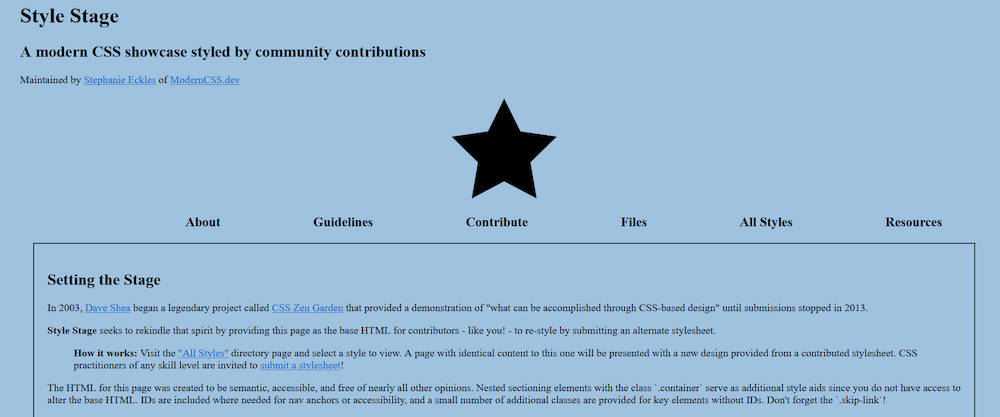 Style Stage
A modern CSS showcase styled by community contributions
Maintained by Stephanie Eckles of ModernCSS.dev
About Guidelines Contribute Files All Styles Resources
Setting the Stage
In 2003, Dave Shea began a legendary project called CSS Zen Garden that provided a demonstration of "what can be accomplished through CSS-based design" until submissions stopped in 2013.
Style Stage seeks to rekindle that spirit by providing this page as the base HTML for contributors - like you! - to re-style by submitting an alternate stylesheet.
How it works: Visit the "All Styles" directory page and select a style to view. A page with identical content to this one will be presented with a new design provided from a contributed stylesheet. CSS
practitioners of any skill level are invited to submit a stylesheet!
The HTML for this page was created to be semantic, accessible, and free of nearly all other opinions. Nested sectioning elements with the class `.container` serve as additional style aids since you do not have access to
alter the base HTML. IDs are included where needed for nav anchors or accessibility, and a small number of additional classes are provided for key elements without IDs. Don't forget the `.skip-link`!